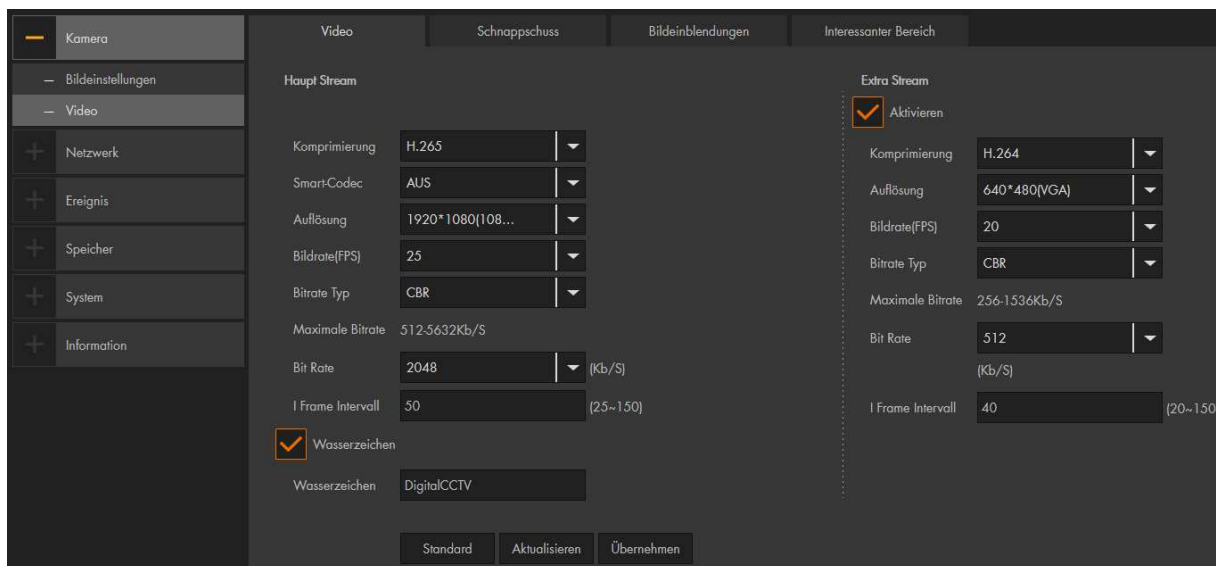 Kamera
Bildeinstellungen
Video
Netzwerk
Ereignis
Speicher
System
Information
Video
Schnappschuss
Bildeinblendungen
Interessanter Bereich
Haupt Stream
Komprimierung H.265
Smart-Codec AUS
Auflösung 1920*1080(108...
Bildrate(FPS) 25
Bitrate Typ CBR
Maximale Bitrate 512-5632Kb/S
Bit Rate 2048 (Kb/S)
I Frame Intervall 50 (25~150)
Wasserzeichen
Wasserzeichen DigitalCCTV
Standard Aktualisieren Übernehmen
Extra Stream
Aktivieren
Komprimierung H.264
Auflösung 640*480(VGA)
Bildrate(FPS) 20
Bitrate Typ CBR
Maximale Bitrate 256-1536Kb/S
Bit Rate 512
(Kb/S)
I Frame Intervall 40 (20~150